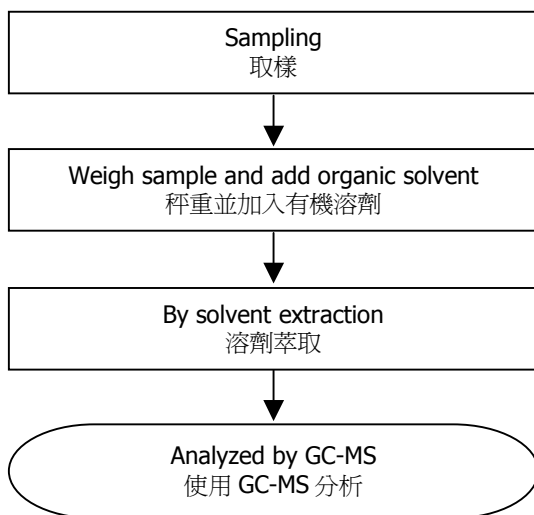 Sampling
取樣
Weigh sample and add organic solvent
秤重並加入有機溶劑
By solvent extraction
溶劑萃取
Analyzed by GC-MS
使用 GC-MS 分析